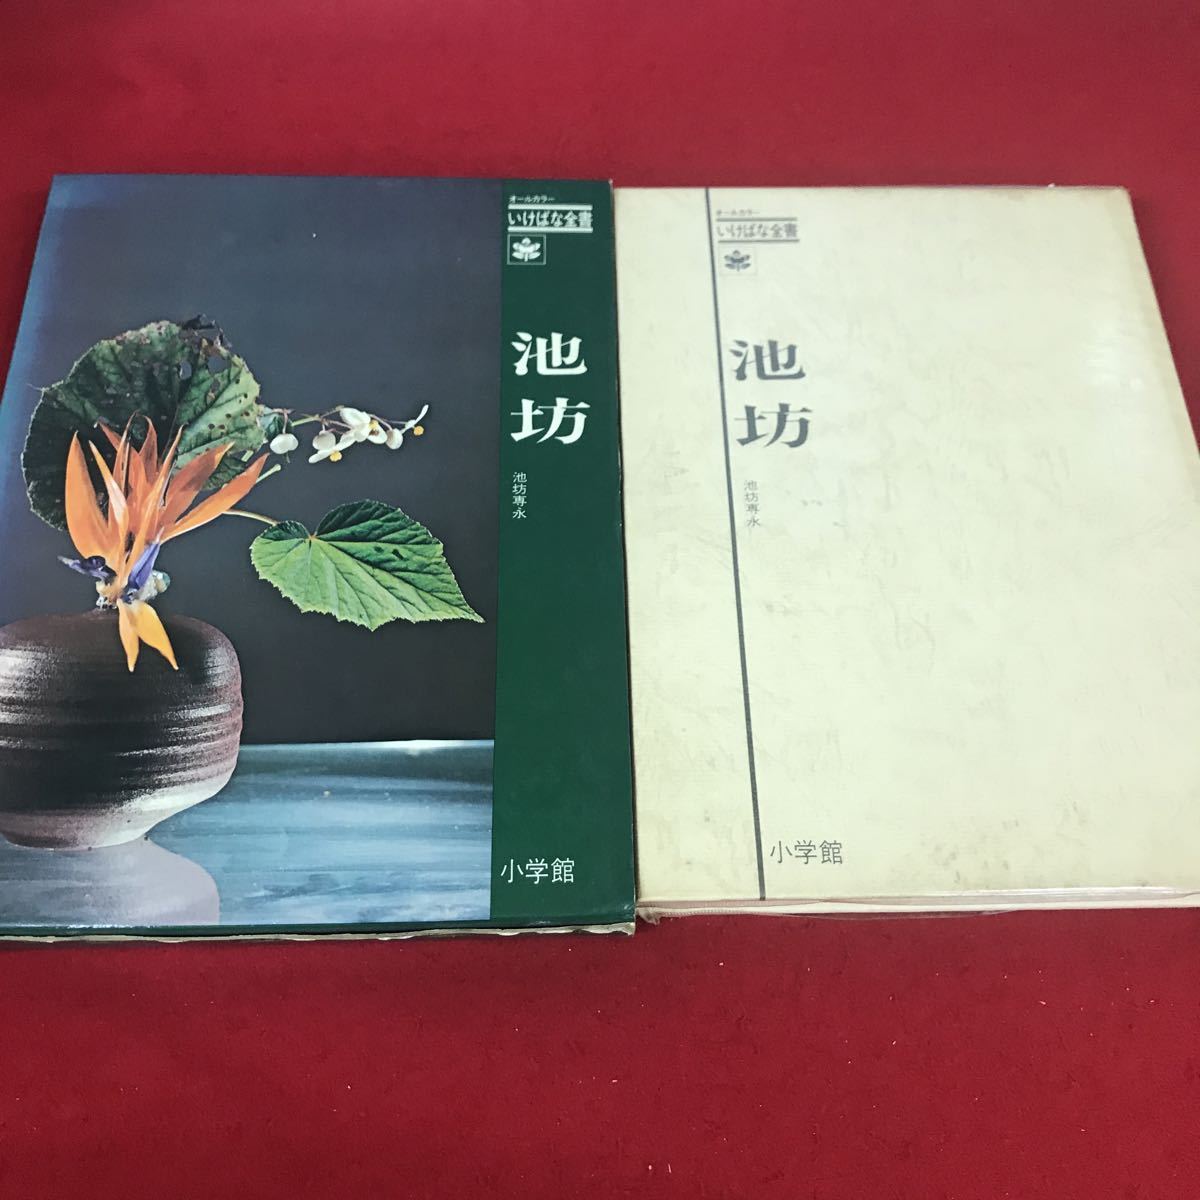 オールカラー
いけばな全書
池坊
池坊専永
小学館
オールカラー
いけばな全書
池坊
池坊専永
小学館